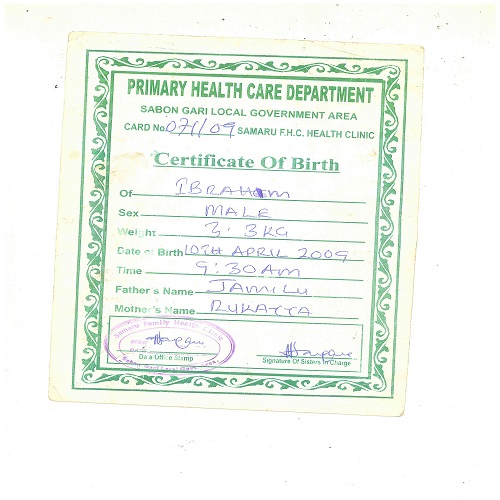 PRIMARY HEALTH CARE DEPARTMENT
SABON GARI LOCAL GOVERNMENT AREA
CARD No 071/09 SAMARU F.H.C. HEALTH CLINIC
Certificate Of Birth
Of IBRAHEEM
Sex MALE
Weight 3.3KG
Date of Birth 10TH APRIL 2009
Time 9:30AM
Father's Name JAMILU
Mother's Name RUKAYYA
Samaru Family Health Clinic
Date Office Stamp
Signature Of Sisters In Charge